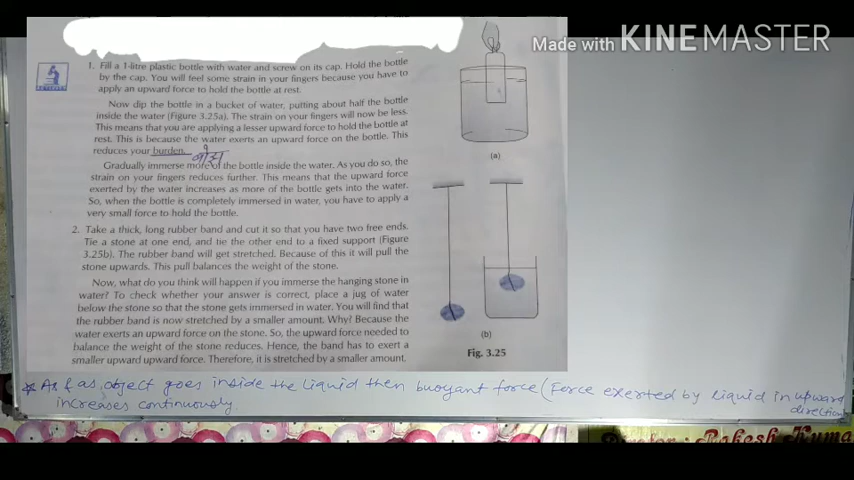 Made with KINEMASTER
1. Fill a 1-litre plastic bottle with water and screw on its cap. Hold the bottle
by the cap. You will feel some strain in your fingers because you have to
apply an upward force to hold the bottle at rest.
Now dip the bottle in a bucket of water, putting about half the bottle
inside the water (Figure 3.25a). The strain on your fingers will now be less.
This means that you are applying a lesser upward force to hold the bottle at
rest. This is because the water exerts an upward force on the bottle. This
reduces your burden.
बोझ
Gradually immerse more of the bottle inside the water. As you do so, the
strain on your fingers reduces further. This means that the upward force
exerted by the water increases as more of the bottle gets into the water.
So, when the bottle is completely immersed in water, you have to apply a
very small force to hold the bottle.
2. Take a thick, long rubber band and cut it so that you have two free ends.
Tie a stone at one end, and tie the other end to a fixed support (Figure
3.25b). The rubber band will get stretched. Because of this it will pull the
stone upwards. This pull balances the weight of the stone.
Now, what do you think will happen if you immerse the hanging stone in
water? To check whether your answer is correct, place a jug of water
below the stone so that the stone gets immersed in water. You will find that
the rubber band is now stretched by a smaller amount. Why? Because the
water exerts an upward force on the stone. So, the upward force needed to
balance the weight of the stone reduces. Hence, the band has to exert a
smaller upward upward force. Therefore, it is stretched by a smaller amount.
(a)
(b)
Fig. 3.25
* As & as object goes inside the liquid then buoyant force (Force exerted by liquid in upward
direction
increases continuously.
Director : Rakesh Kuma